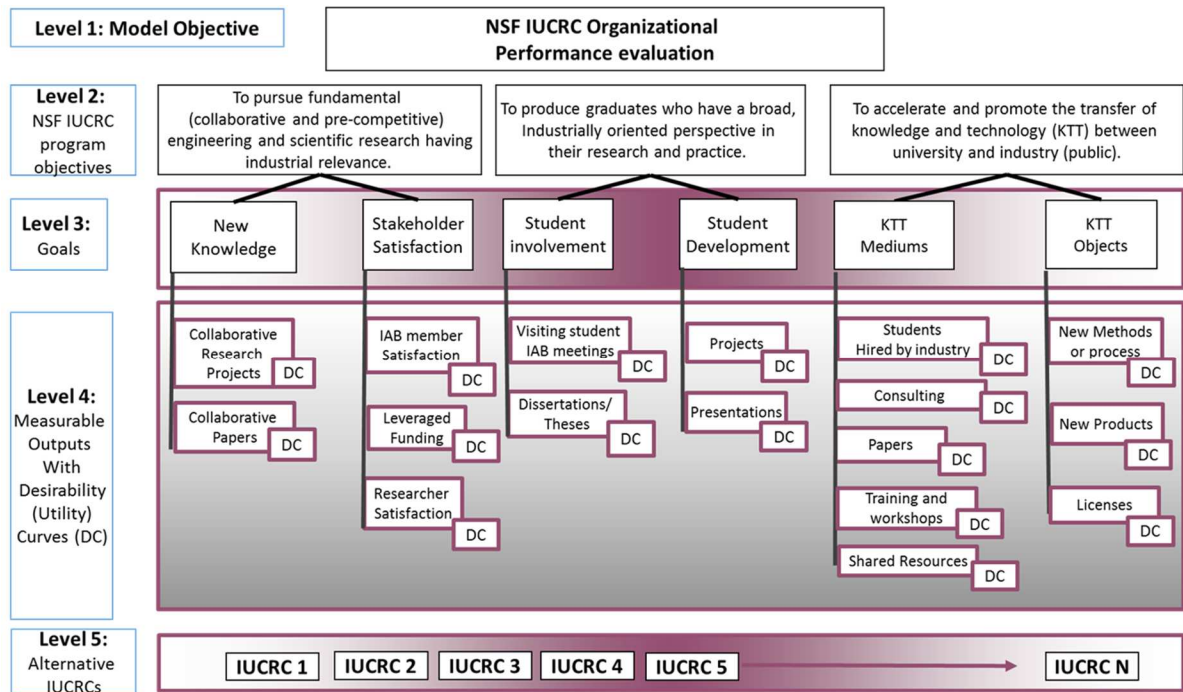 Level 1: Model Objective
NSF IUCRC Organizational
Performance evaluation
Level 2:
NSF IUCRC
program
objectives
To pursue fundamental
(collaborative and pre-competitive)
engineering and scientific research having
industrial relevance.
To produce graduates who have a broad,
Industrially oriented perspective in
their research and practice.
To accelerate and promote the transfer of
knowledge and technology (KTT) between
university and industry (public).
Level 3:
Goals
New
Knowledge
Stakeholder
Satisfaction
Student
involvement
Student
Development
KTT
Mediums
KTT
Objects
Level 4:
Measurable
Outputs
With
Desirability
(Utility)
Curves (DC)
Collaborative
Research
Projects
DC
Collaborative
Papers
DC
IAB member
Satisfaction
DC
Leveraged
Funding
DC
Researcher
Satisfaction
DC
Visiting student
IAB meetings
DC
Dissertations/
Theses
DC
Projects
DC
Presentations
DC
Students
Hired by industry
DC
Consulting
DC
Papers
DC
Training and
workshops
DC
Shared Resources
DC
New Methods
or process
DC
New Products
DC
Licenses
DC
Level 5:
Alternative
IUCRCs
IUCRC 1
IUCRC 2
IUCRC 3
IUCRC 4
IUCRC 5
IUCRC N